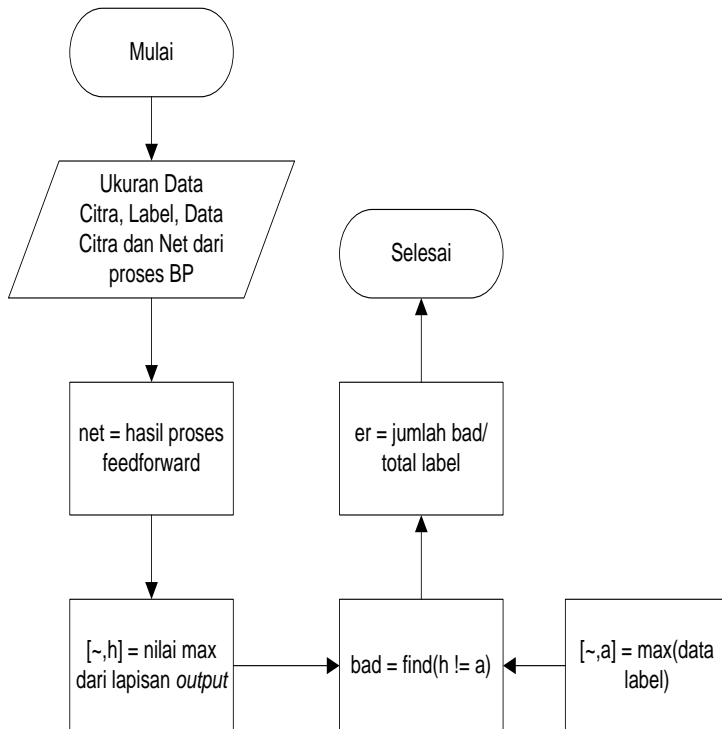 Mulai
Ukuran Data
Citra, Label, Data
Citra dan Net dari
proses BP
net = hasil proses
feedforward
[~,h] = nilai max
dari lapisan output
bad = find(h != a)
[~,a] = max(data
label)
er = jumlah bad/
total label
Selesai